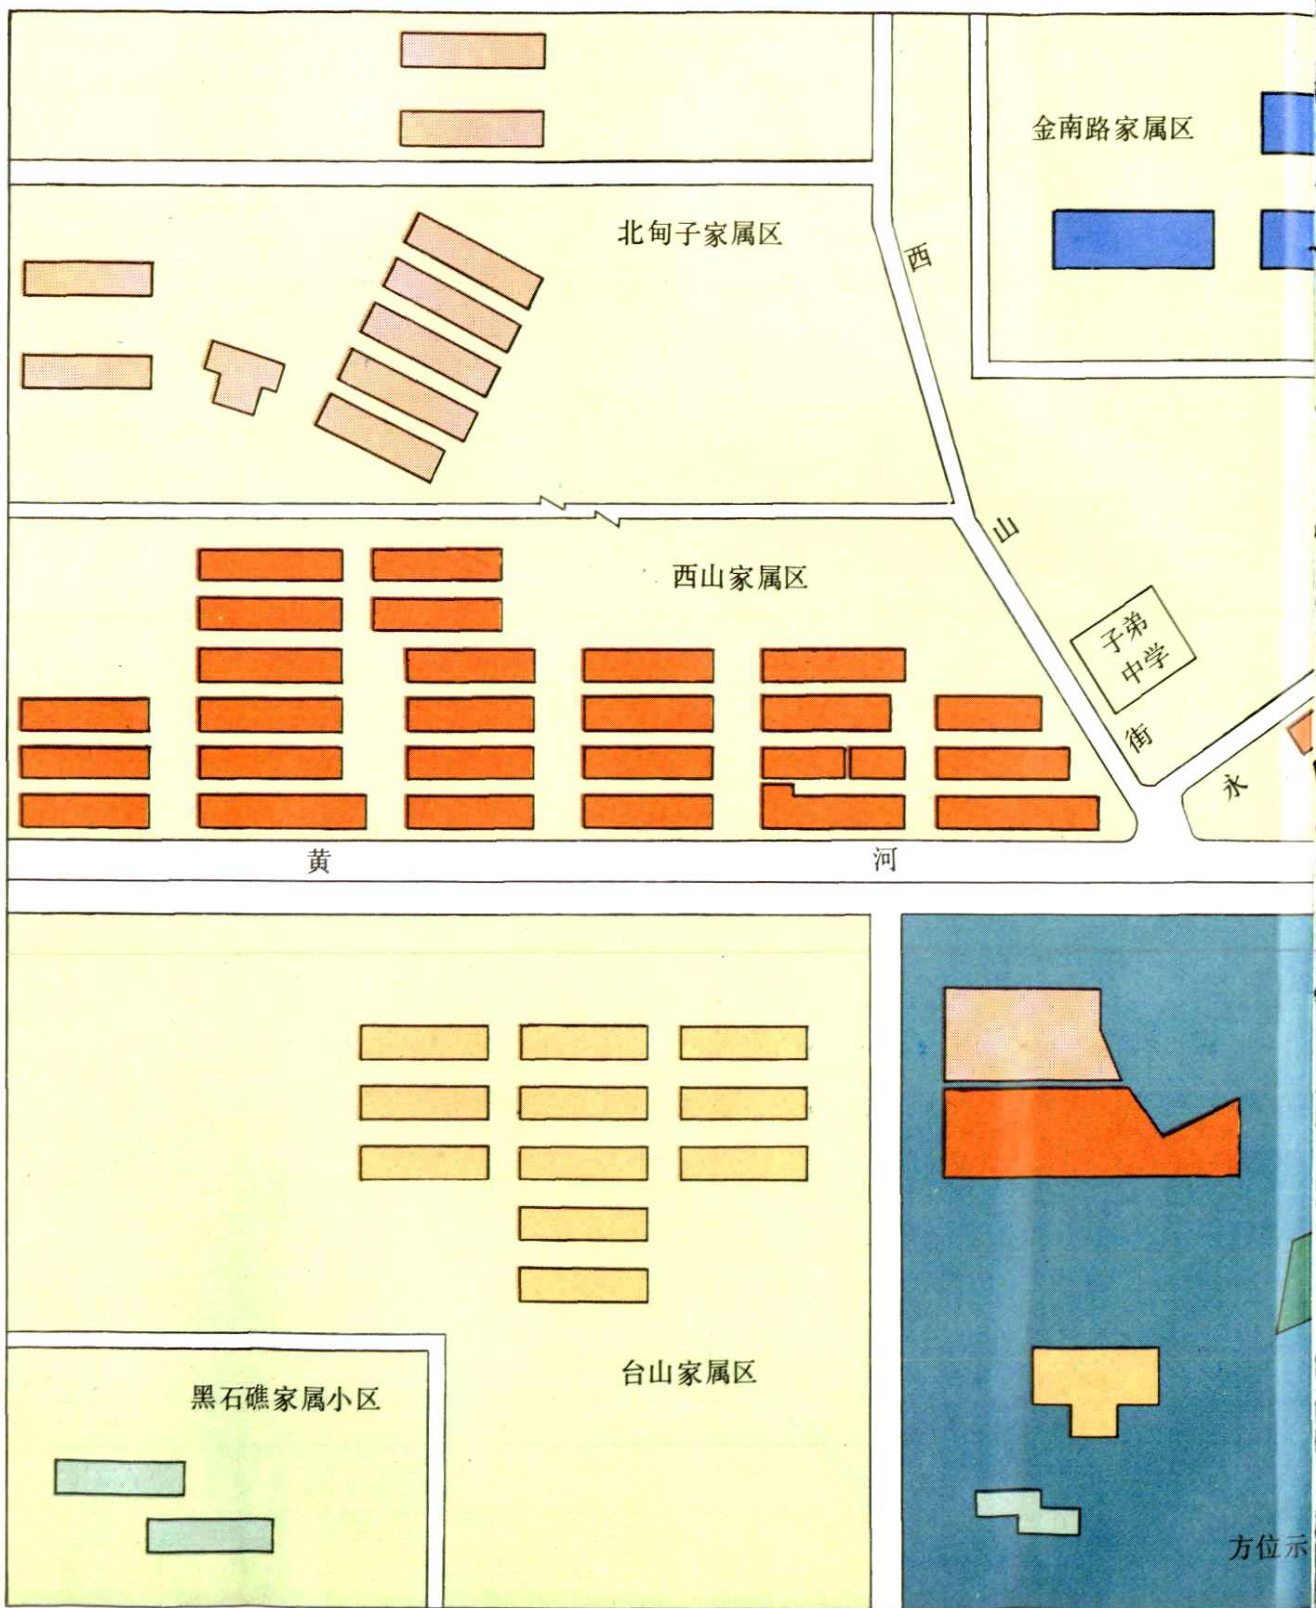 金南路家属区
北甸子家属区
西山街
西山家属区
子弟
中学
永
黄河
台山家属区
黑石礁家属小区
方位示